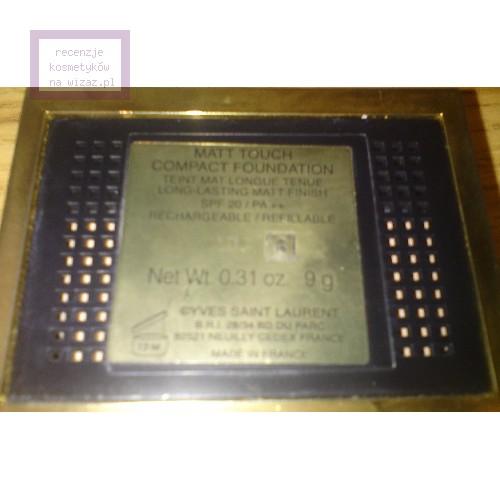 recenzje
kosmetyków
na wizaz.pl
MATT TOUCH
COMPACT FOUNDATION
TEINT MAT LONGUE TENUE
LONG-LASTING MATT FINISH
SPF 20 / PA ++
RECHARGEABLE / REFILLABLE
Net Wt. 0.31 oz. 9 g
©YVES SAINT LAURENT
B.R.I. 28/34 BD DU PARC
92521 NEUILLY CEDEX FRANCE
12 M
MADE IN FRANCE